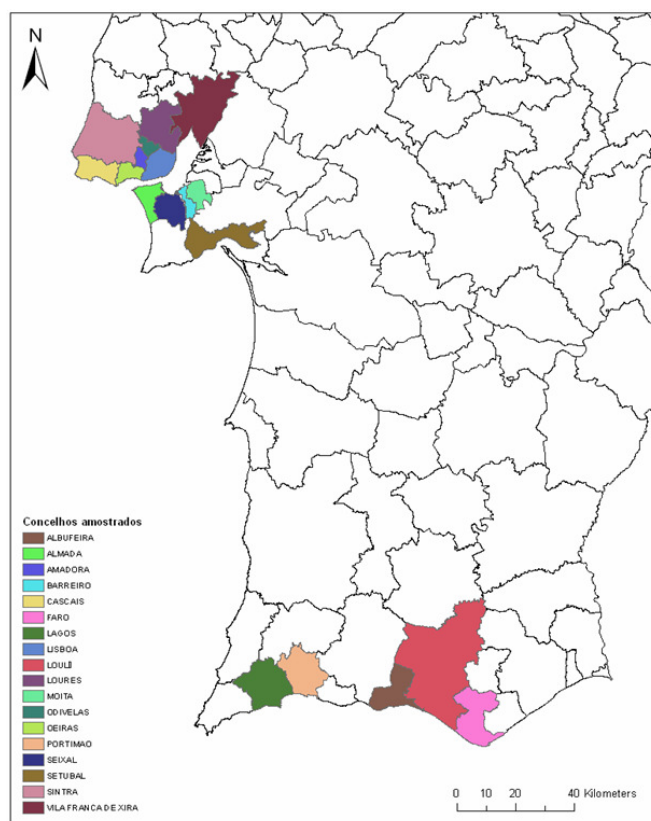 N
Concelhos amostrados
ALBUFEIRA
ALMADA
AMADORA
BARREIRO
CASCAIS
FARO
LAGOS
LISBOA
LOULÉ
LOURES
MOITA
ODIVELAS
OEIRAS
PORTIMAO
SEIXAL
SETUBAL
SINTRA
VILA FRANCA DE XIRA
0 10 20 40 Kilometers